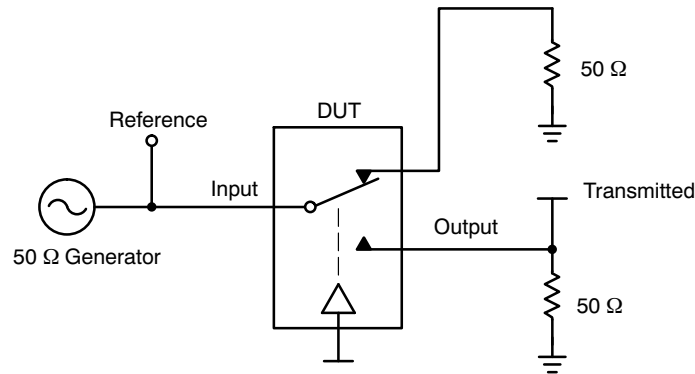 50 Ω
DUT
Reference
Input
Transmitted
Output
50 Ω Generator
50 Ω